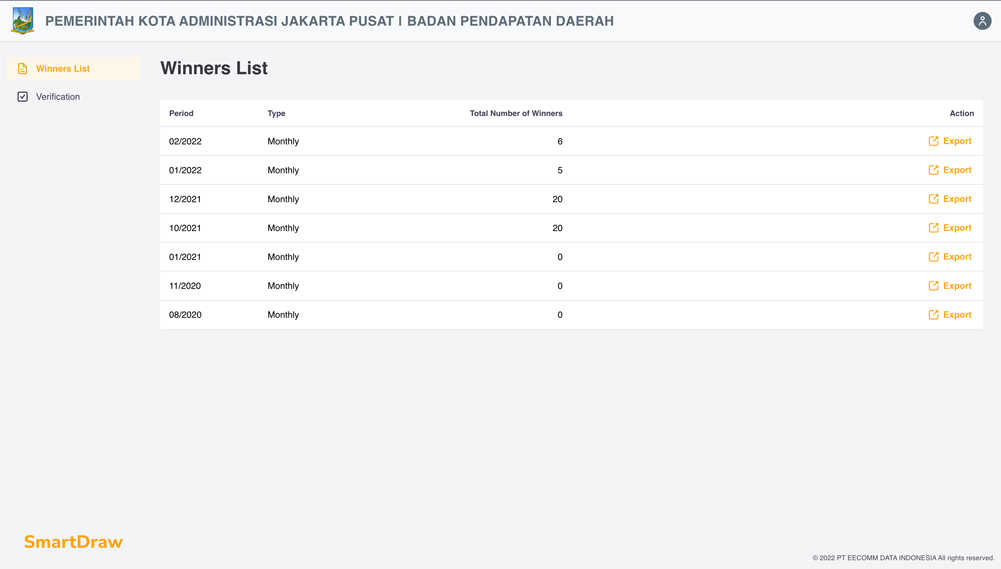 PEMERINTAH KOTA ADMINISTRASI JAKARTA PUSAT | BADAN PENDAPATAN DAERAH
Winners List
Verification
Winners List
Period Type Total Number of Winners Action
02/2022 Monthly 6 Export
01/2022 Monthly 5 Export
12/2021 Monthly 20 Export
10/2021 Monthly 20 Export
01/2021 Monthly 0 Export
11/2020 Monthly 0 Export
08/2020 Monthly 0 Export
SmartDraw
© 2022 PT EECOMM DATA INDONESIA All rights reserved.